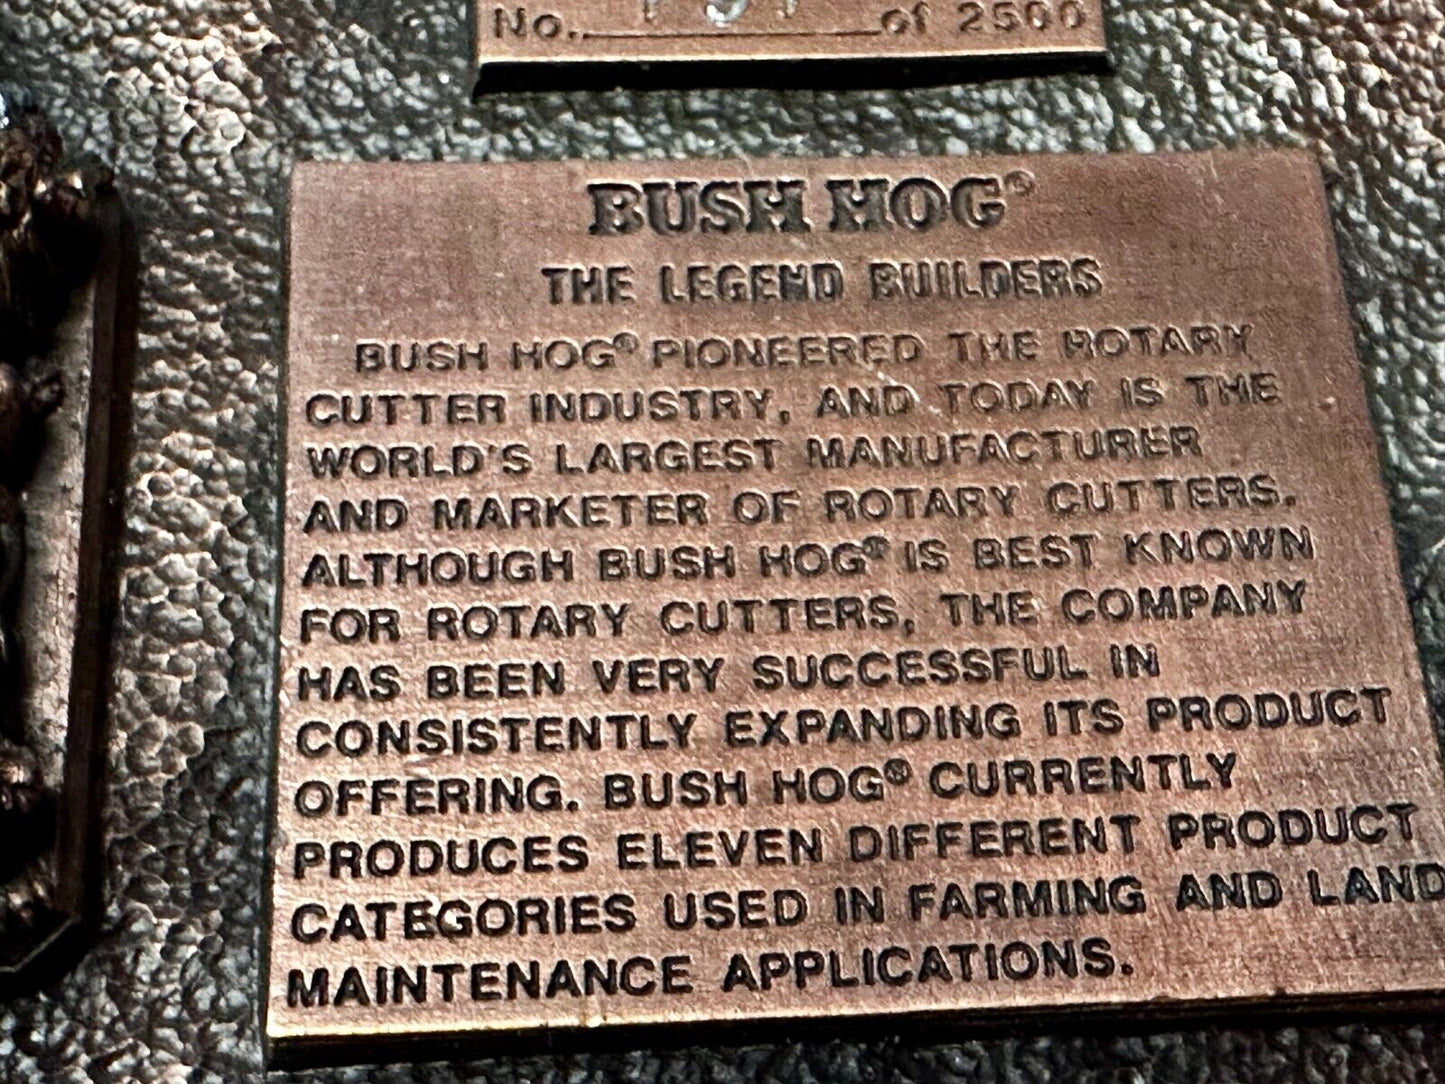 No. of 2500
BUSH HOG®
THE LEGEND BUILDERS
BUSH HOG® PIONEERED THE ROTARY
CUTTER INDUSTRY, AND TODAY IS THE
WORLD'S LARGEST MANUFACTURER
AND MARKETER OF ROTARY CUTTERS.
ALTHOUGH BUSH HOG® IS BEST KNOWN
FOR ROTARY CUTTERS, THE COMPANY
HAS BEEN VERY SUCCESSFUL IN
CONSISTENTLY EXPANDING ITS PRODUCT
OFFERING. BUSH HOG® CURRENTLY
PRODUCES ELEVEN DIFFERENT PRODUCT
CATEGORIES USED IN FARMING AND LAND
MAINTENANCE APPLICATIONS.